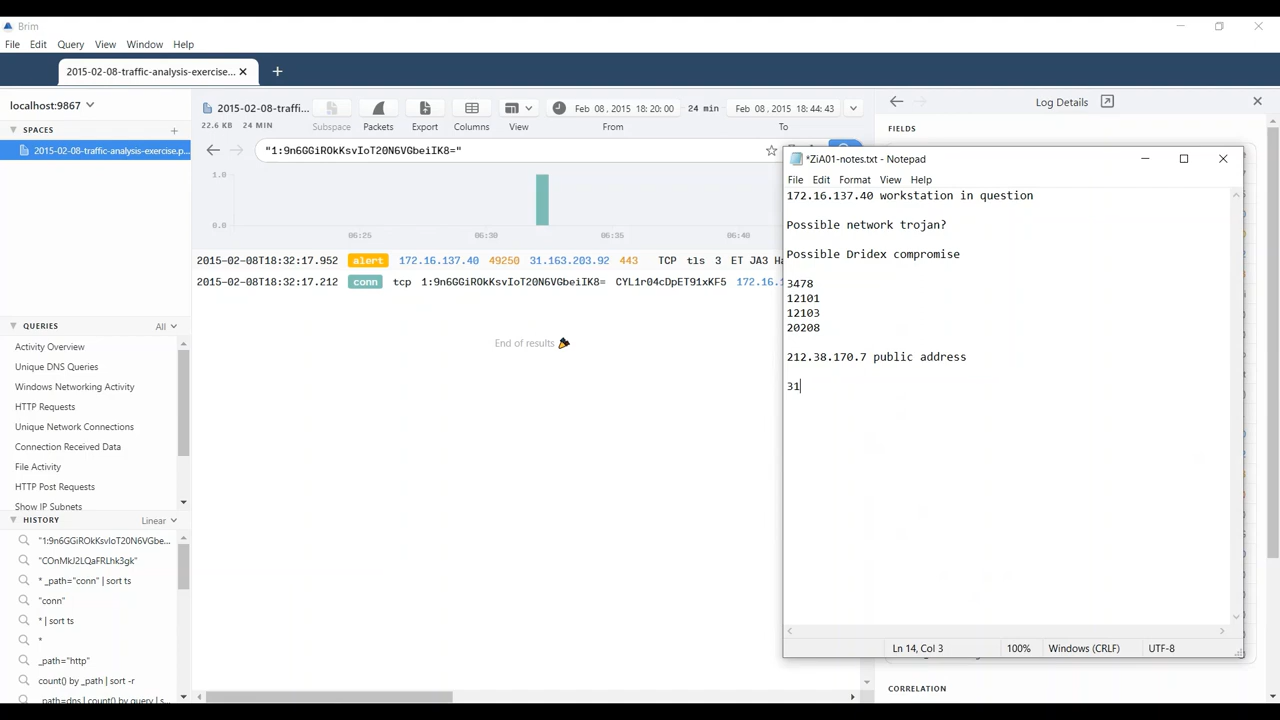 Brim
File Edit Query View Window Help
2015-02-08-traffic-analysis-exercise...
localhost:9867
SPACES
2015-02-08-traffic-analysis-exercise.p...
QUERIES All
Activity Overview
Unique DNS Queries
Windows Networking Activity
HTTP Requests
Unique Network Connections
Connection Received Data
File Activity
HTTP Post Requests
Show IP Subnets
HISTORY Linear
"1:9n6GGiROkKsvIoT20N6VGbe...
"COnMkJ2LQaFRLhk3gk"
* _path="conn" | sort ts
"conn"
* | sort ts
*
_path="http"
count() by _path | sort -r
_path=dns | count() by query | s...
2015-02-08-traffi...
22.6 KB 24 MIN
Subspace Packets Export Columns View
Feb 08 , 2015 18:20:00 24 min Feb 08 , 2015 18:44:43
From To
"1:9n6GGiROkKsvIoT20N6VGbeiIK8="
1.0
0.0
06:25 06:30 06:35 06:40
2015-02-08T18:32:17.952 alert 172.16.137.40 49250 31.163.203.92 443 TCP tls 3 ET JA3 Ha
2015-02-08T18:32:17.212 conn tcp 1:9n6GGiROkKsvIoT20N6VGbeiIK8= CYL1r04cDpET91xKF5 172.16.1
End of results
Log Details
FIELDS
*ZiA01-notes.txt - Notepad
File Edit Format View Help
172.16.137.40 workstation in question
Possible network trojan?
Possible Dridex compromise
3478
12101
12103
20208
212.38.170.7 public address
31
Ln 14, Col 3 100% Windows (CRLF) UTF-8
CORRELATION